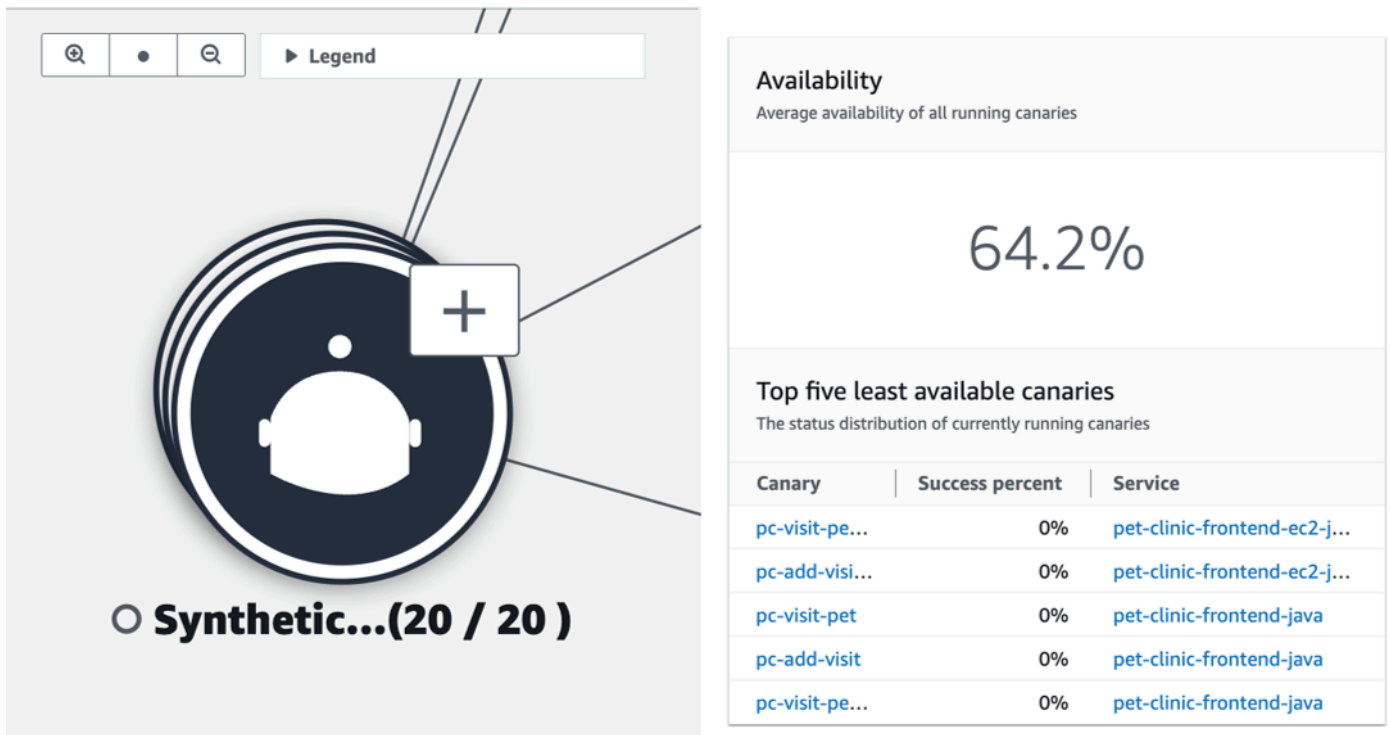 Legend
Synthetic...(20 / 20 )
Availability
Average availability of all running canaries
64.2%
Top five least available canaries
The status distribution of currently running canaries
Canary Success percent Service
pc-visit-pe... 0% pet-clinic-frontend-ec2-j...
pc-add-visi... 0% pet-clinic-frontend-ec2-j...
pc-visit-pet 0% pet-clinic-frontend-java
pc-add-visit 0% pet-clinic-frontend-java
pc-visit-pe... 0% pet-clinic-frontend-java